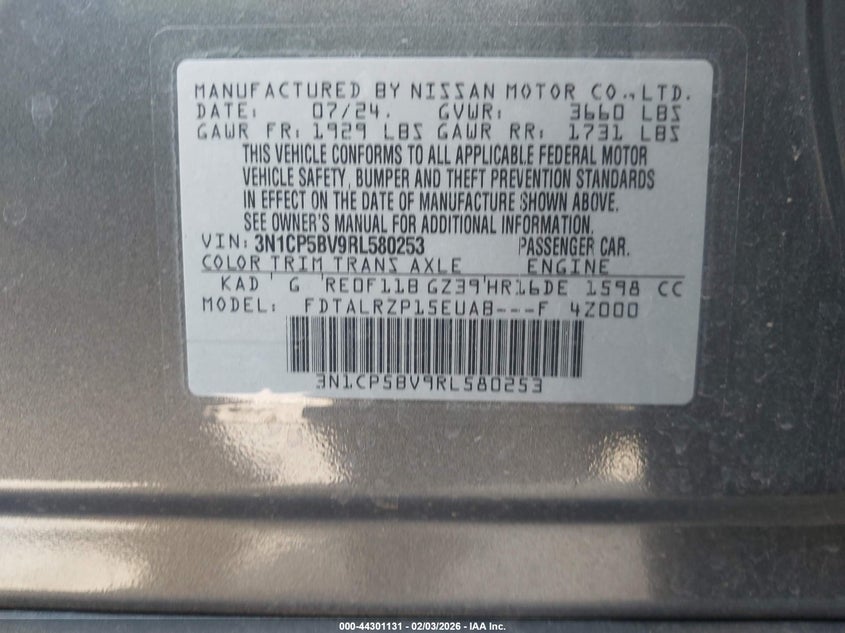 MANUFACTURED BY NISSAN MOTOR CO., LTD.
DATE: 07/24. GVWR: 3660 LBS
GAWR FR: 1929 LBS GAWR RR: 1731 LBS
THIS VEHICLE CONFORMS TO ALL APPLICABLE FEDERAL MOTOR
VEHICLE SAFETY, BUMPER AND THEFT PREVENTION STANDARDS
IN EFFECT ON THE DATE OF MANUFACTURE SHOWN ABOVE.
SEE OWNER'S MANUAL FOR ADDITIONAL INFORMATION.
VIN: 3N1CP5BV9RL580253 PASSENGER CAR.
COLOR TRIM TRANS AXLE ENGINE
KAD G RE0F11B GZ39 HR16DE 1598 CC
MODEL: FDTALRZP15EUAB---F 4Z000
3N1CP5BV9RL580253
000-44301131 - 02/03/2026 - IAA Inc.